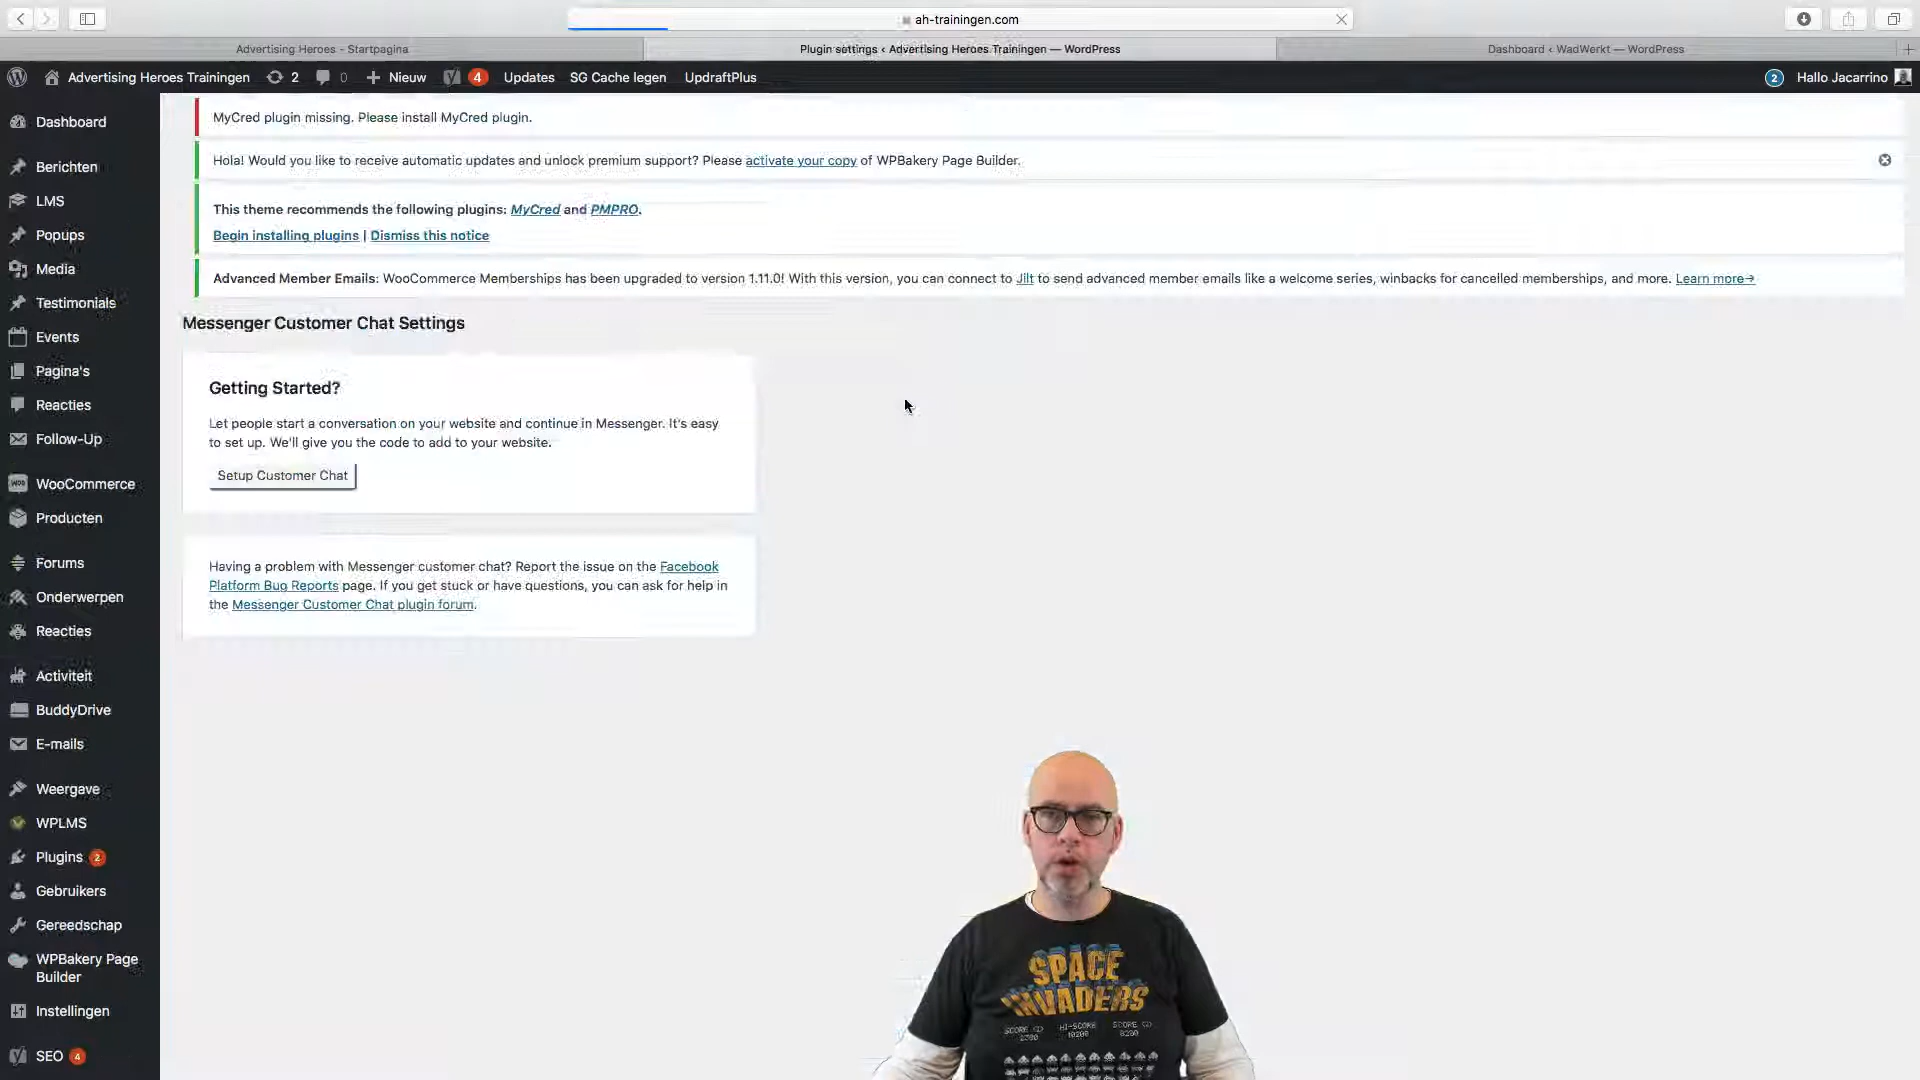 ah-trainingen.com
Advertising Heroes - Startpagina
Plugin settings ‹ Advertising Heroes Trainingen — WordPress
Dashboard ‹ WadWerkt — WordPress
Advertising Heroes Trainingen
2
0
Nieuw
4
Updates
SG Cache legen
UpdraftPlus
2
Hallo Jacarrino
Dashboard
Berichten
LMS
Popups
Media
Testimonials
Events
Pagina's
Reacties
Follow-Up
WooCommerce
Producten
Forums
Onderwerpen
Reacties
Activiteit
BuddyDrive
E-mails
Weergave
WPLMS
Plugins 2
Gebruikers
Gereedschap
WPBakery Page
Builder
Instellingen
SEO 4
MyCred plugin missing. Please install MyCred plugin.
Hola! Would you like to receive automatic updates and unlock premium support? Please activate your copy of WPBakery Page Builder.
This theme recommends the following plugins: MyCred and PMPRO.
Begin installing plugins | Dismiss this notice
Advanced Member Emails: WooCommerce Memberships has been upgraded to version 1.11.0! With this version, you can connect to Jilt to send advanced member emails like a welcome series, winbacks for cancelled memberships, and more. Learn more→
Messenger Customer Chat Settings
Getting Started?
Let people start a conversation on your website and continue in Messenger. It's easy
to set up. We'll give you the code to add to your website.
Setup Customer Chat
Having a problem with Messenger customer chat? Report the issue on the Facebook
Platform Bug Reports page. If you get stuck or have questions, you can ask for help in
the Messenger Customer Chat plugin forum.
SPACE
INVADERS
SCORE <1> HI-SCORE SCORE <2>